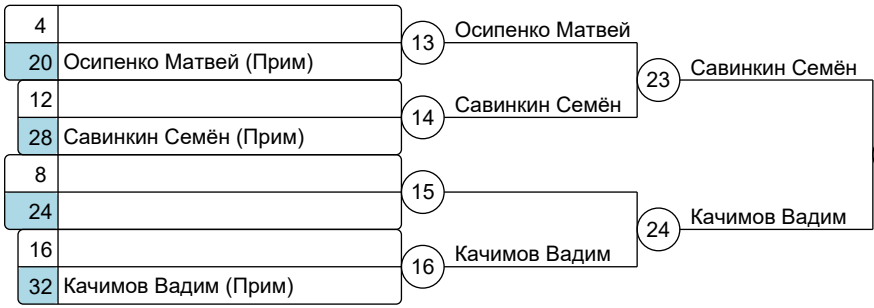 4
20 Осипенко Матвей (Прим)
12
28 Савинкин Семён (Прим)
8
24
16
32 Качимов Вадим (Прим)
13 Осипенко Матвей
14 Савинкин Семён
15
16 Качимов Вадим
23 Савинкин Семён
24 Качимов Вадим